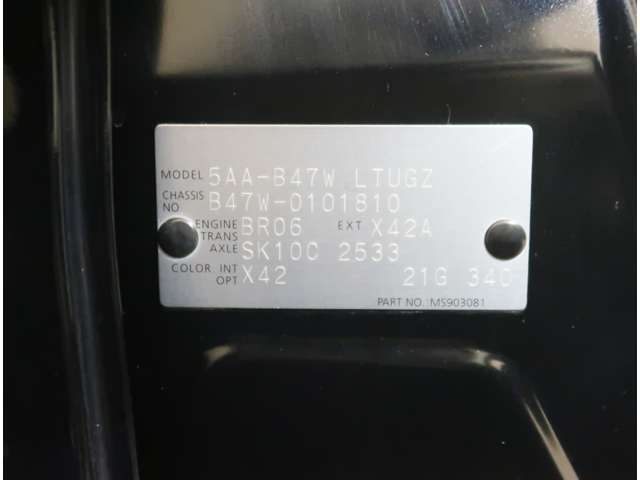 MODEL 5AA-B47W LTUGZ
CHASSIS NO B47W-0101810
ENGINE BR06 EXT X42A
TRANS
AXLE SK10C 2533
COLOR INT X42 21G 340
OPT
PART NO.: MS903081